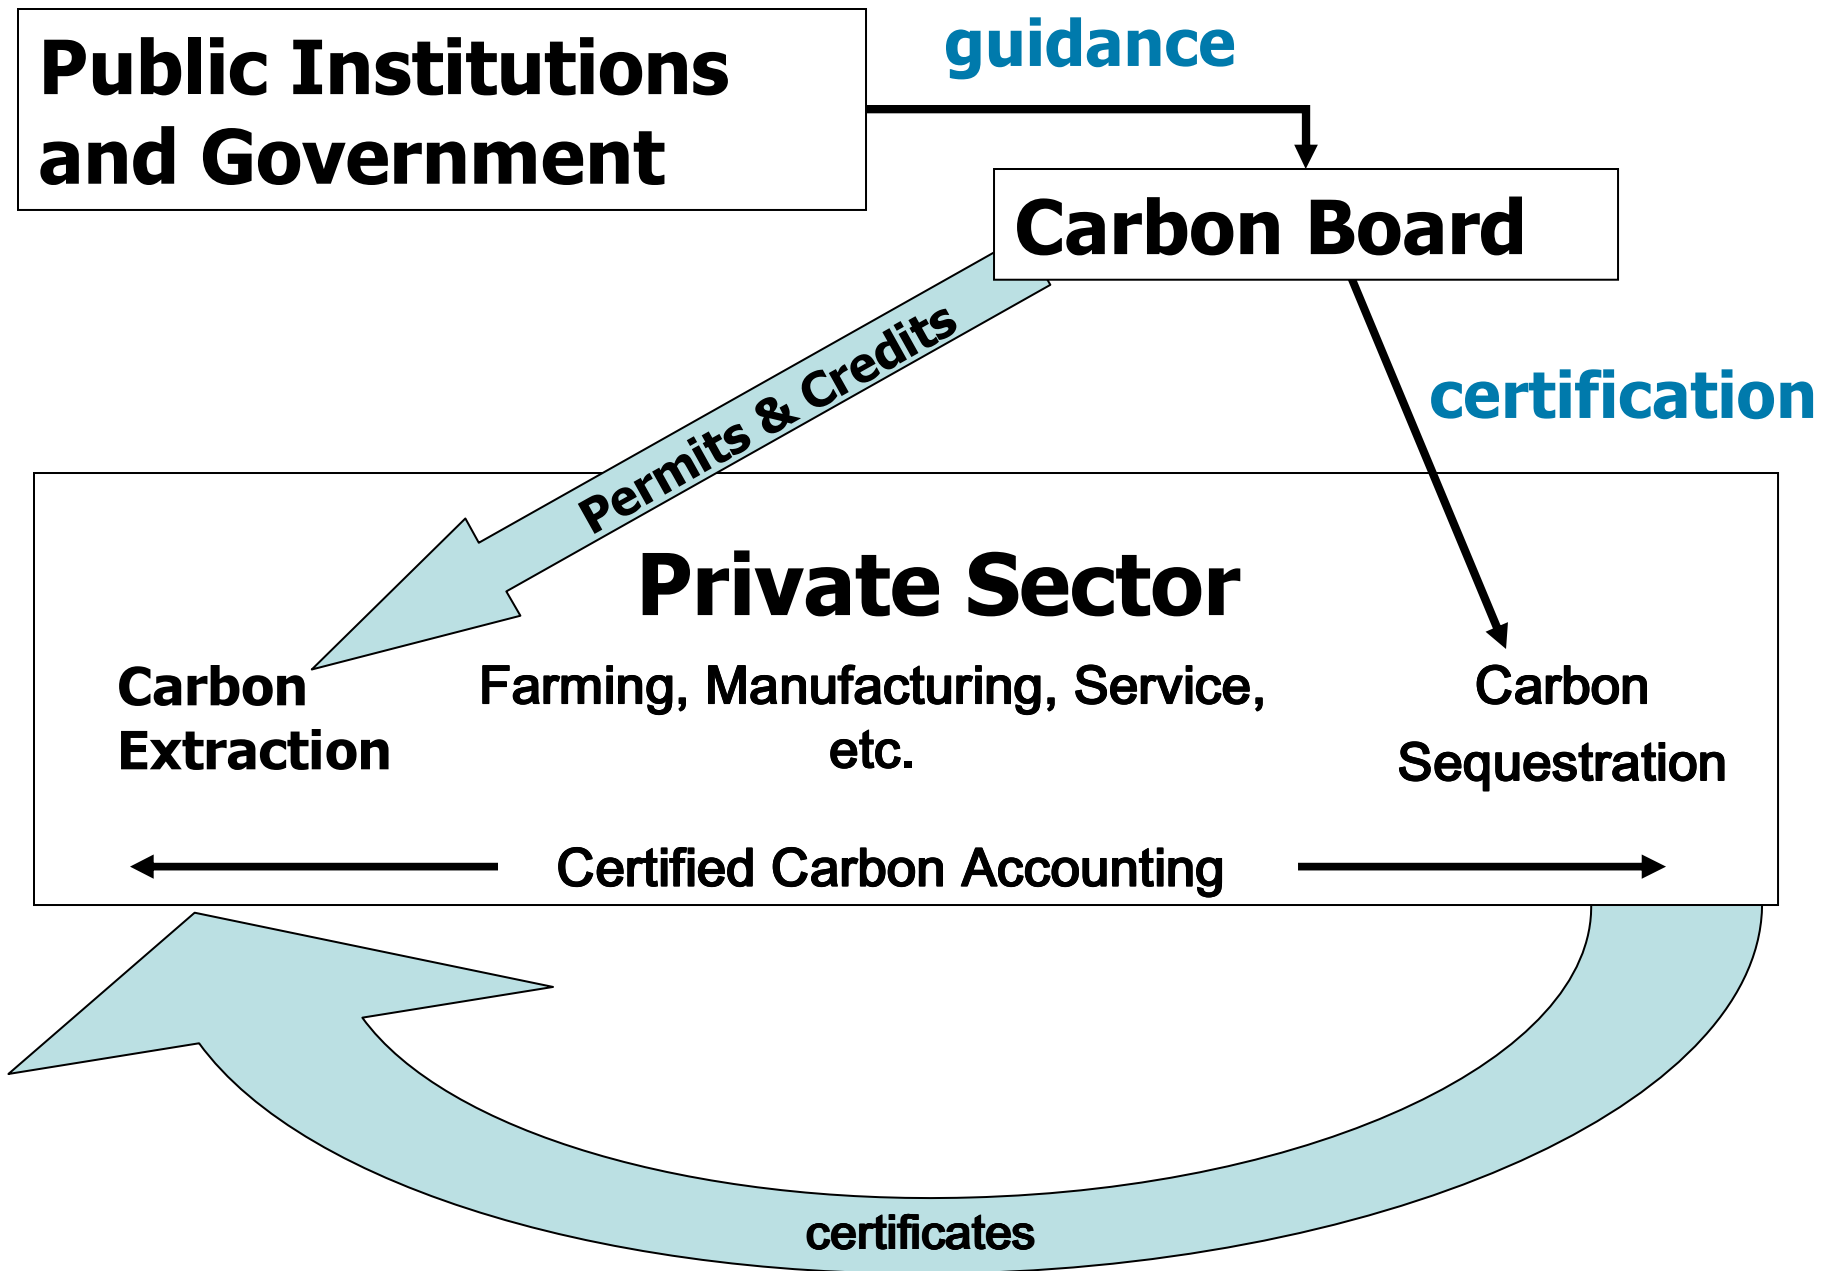 Public Institutions
and Government
guidance
Carbon Board
Permits & Credits
certification
Private Sector
Carbon
Extraction
Farming, Manufacturing, Service,
etc.
Carbon
Sequestration
Certified Carbon Accounting
certificates